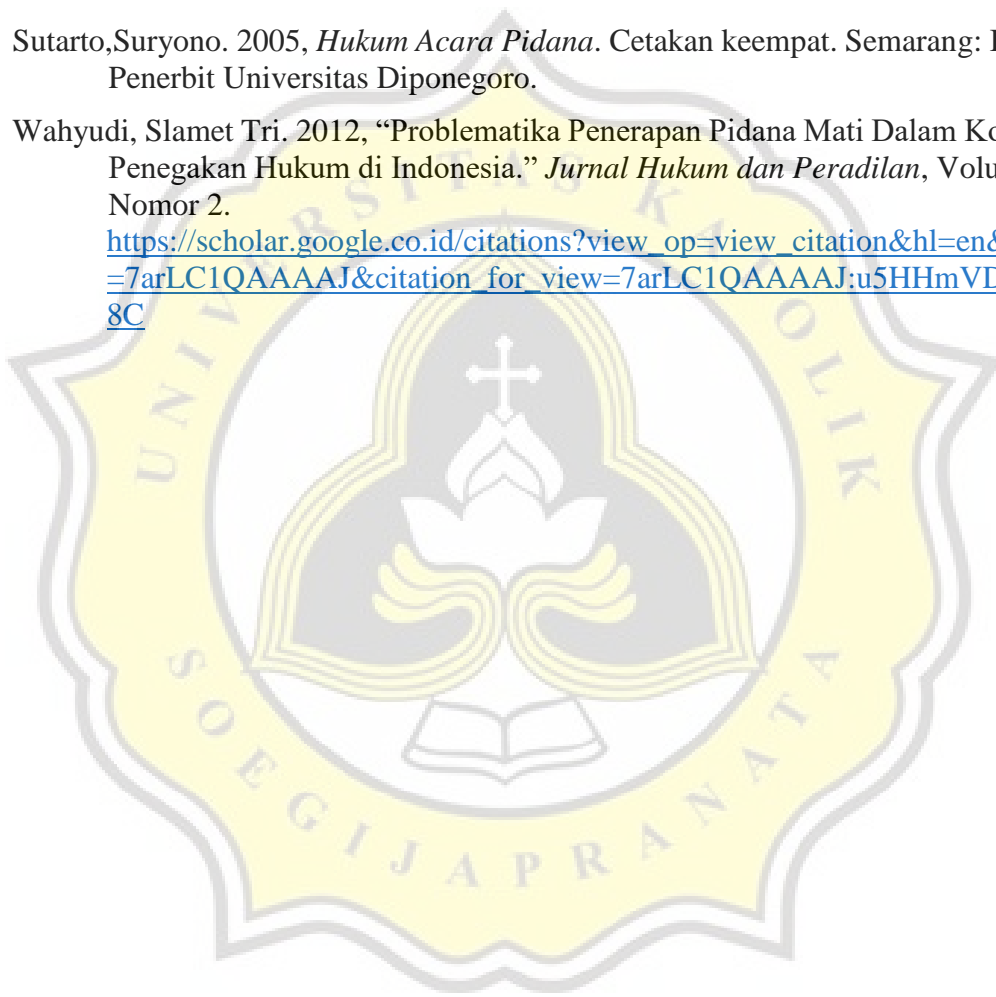 Sutarto,Suryono. 2005, Hukum Acara Pidana. Cetakan keempat. Semarang:
Penerbit Universitas Diponegoro.
Wahyudi, Slamet Tri. 2012, “Problematika Penerapan Pidana Mati Dalam
Penegakan Hukum di Indonesia.” Jurnal Hukum dan Peradilan,
Nomor 2.
https://scholar.google.co.id/citations?view_op=view_citation&hl=en&
=7arLC1QAAAAJ&citation_for_view=7arLC1QAAAAJ:u5HHmVD
8C
UNIVERSITAS KATOLIK
SOEGIJAPRANATA